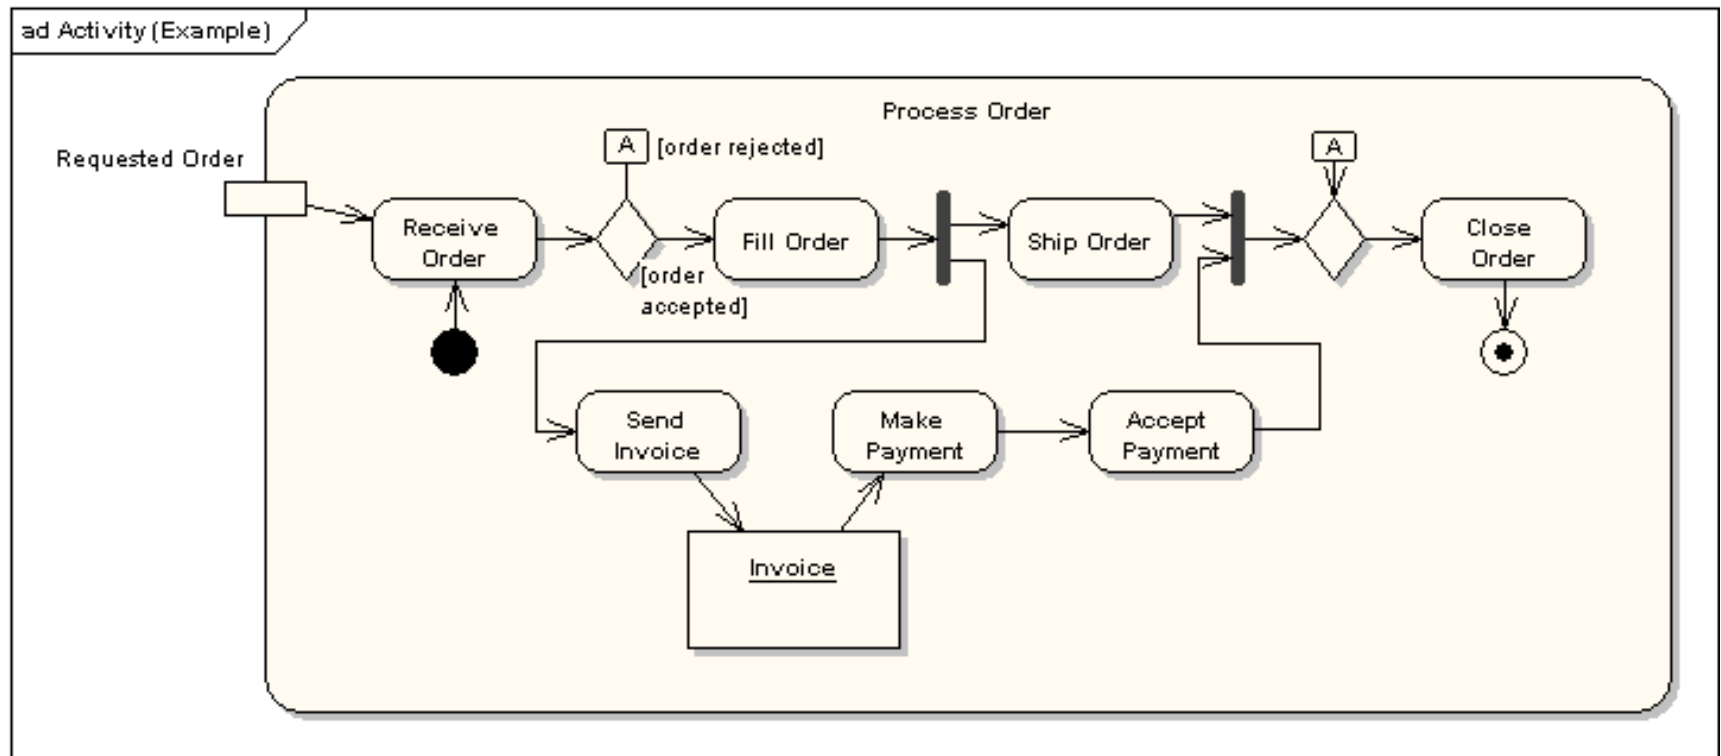 ad Activity (Example)
Process Order
Requested Order
A
[order rejected]
A
Receive
Order
[order
accepted]
Fill Order
Ship Order
Close
Order
Send
Invoice
Make
Payment
Accept
Payment
Invoice